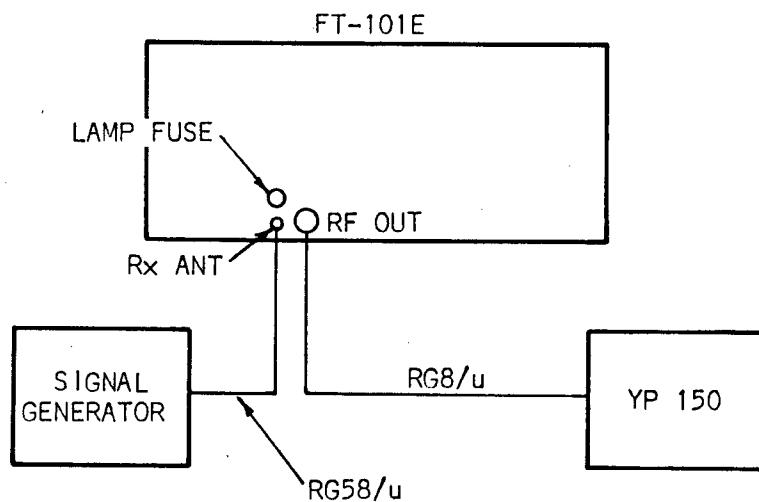 FT-101E
LAMP FUSE
RF OUT
Rx ANT
SIGNAL
GENERATOR
RG8/u
YP 150
RG58/u